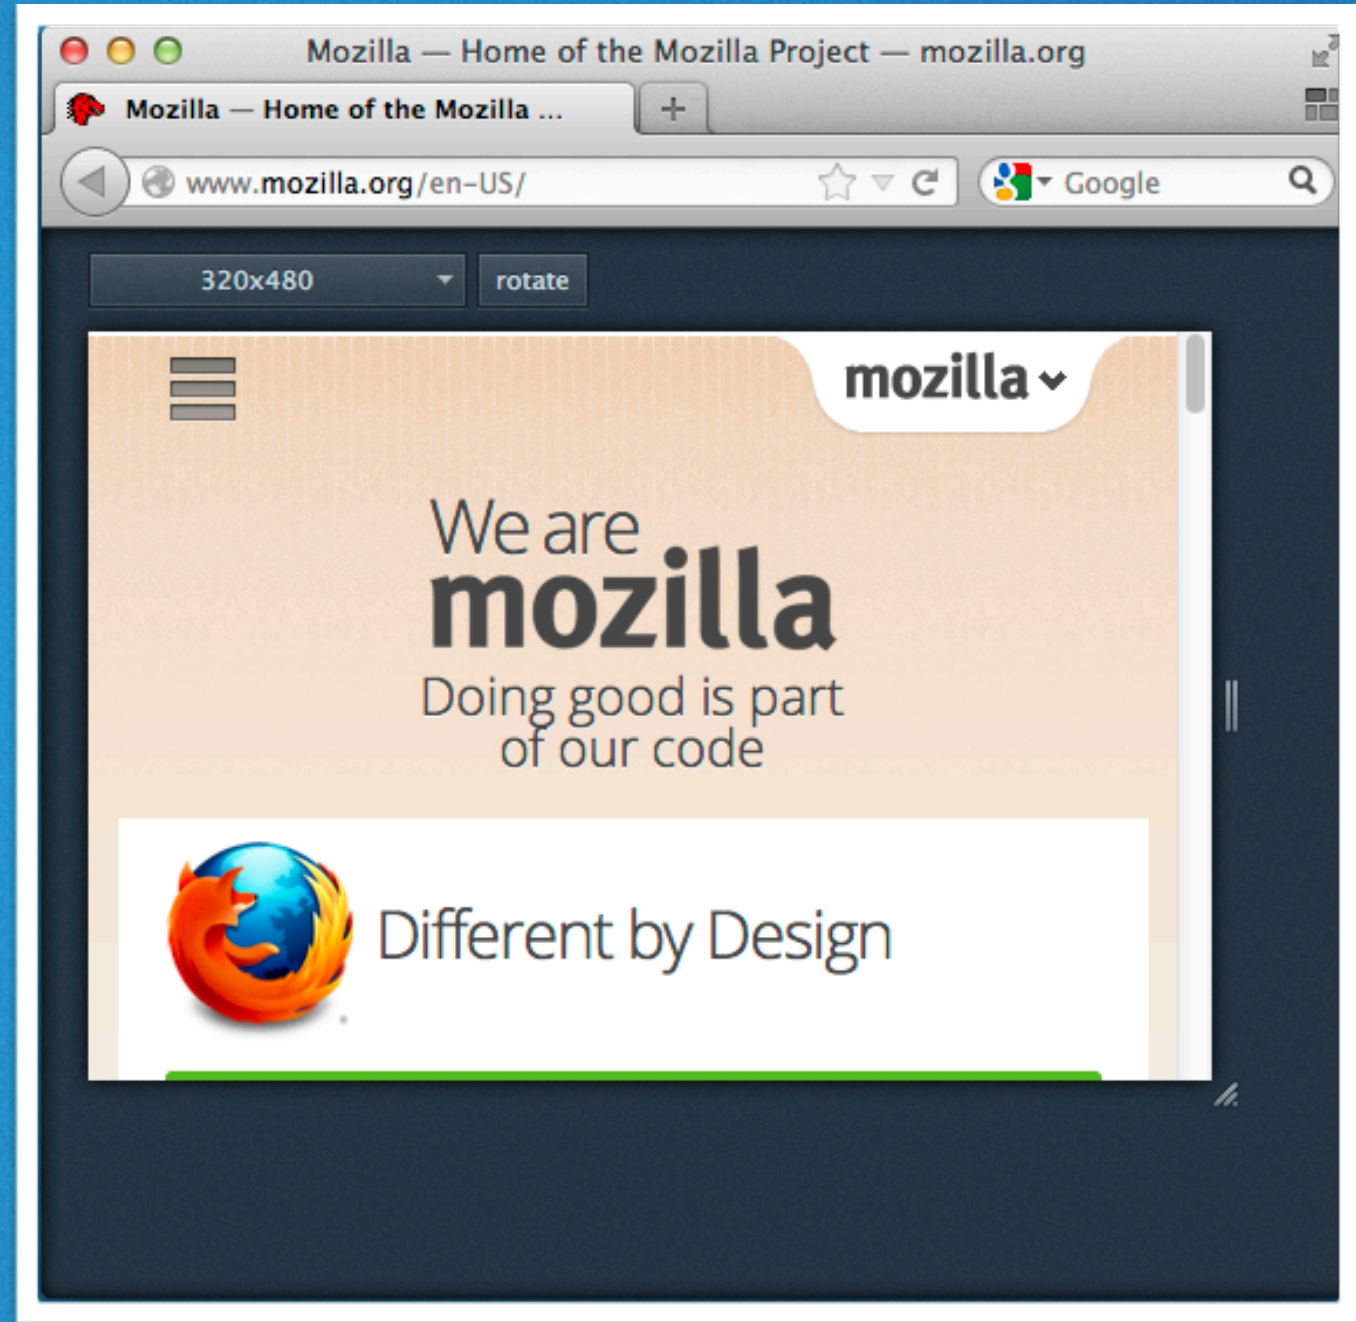 Mozilla — Home of the Mozilla Project — mozilla.org
Mozilla — Home of the Mozilla ...
www.mozilla.org/en-US/
Google
320x480
rotate
mozilla
We are
mozilla
Doing good is part
of our code
Different by Design